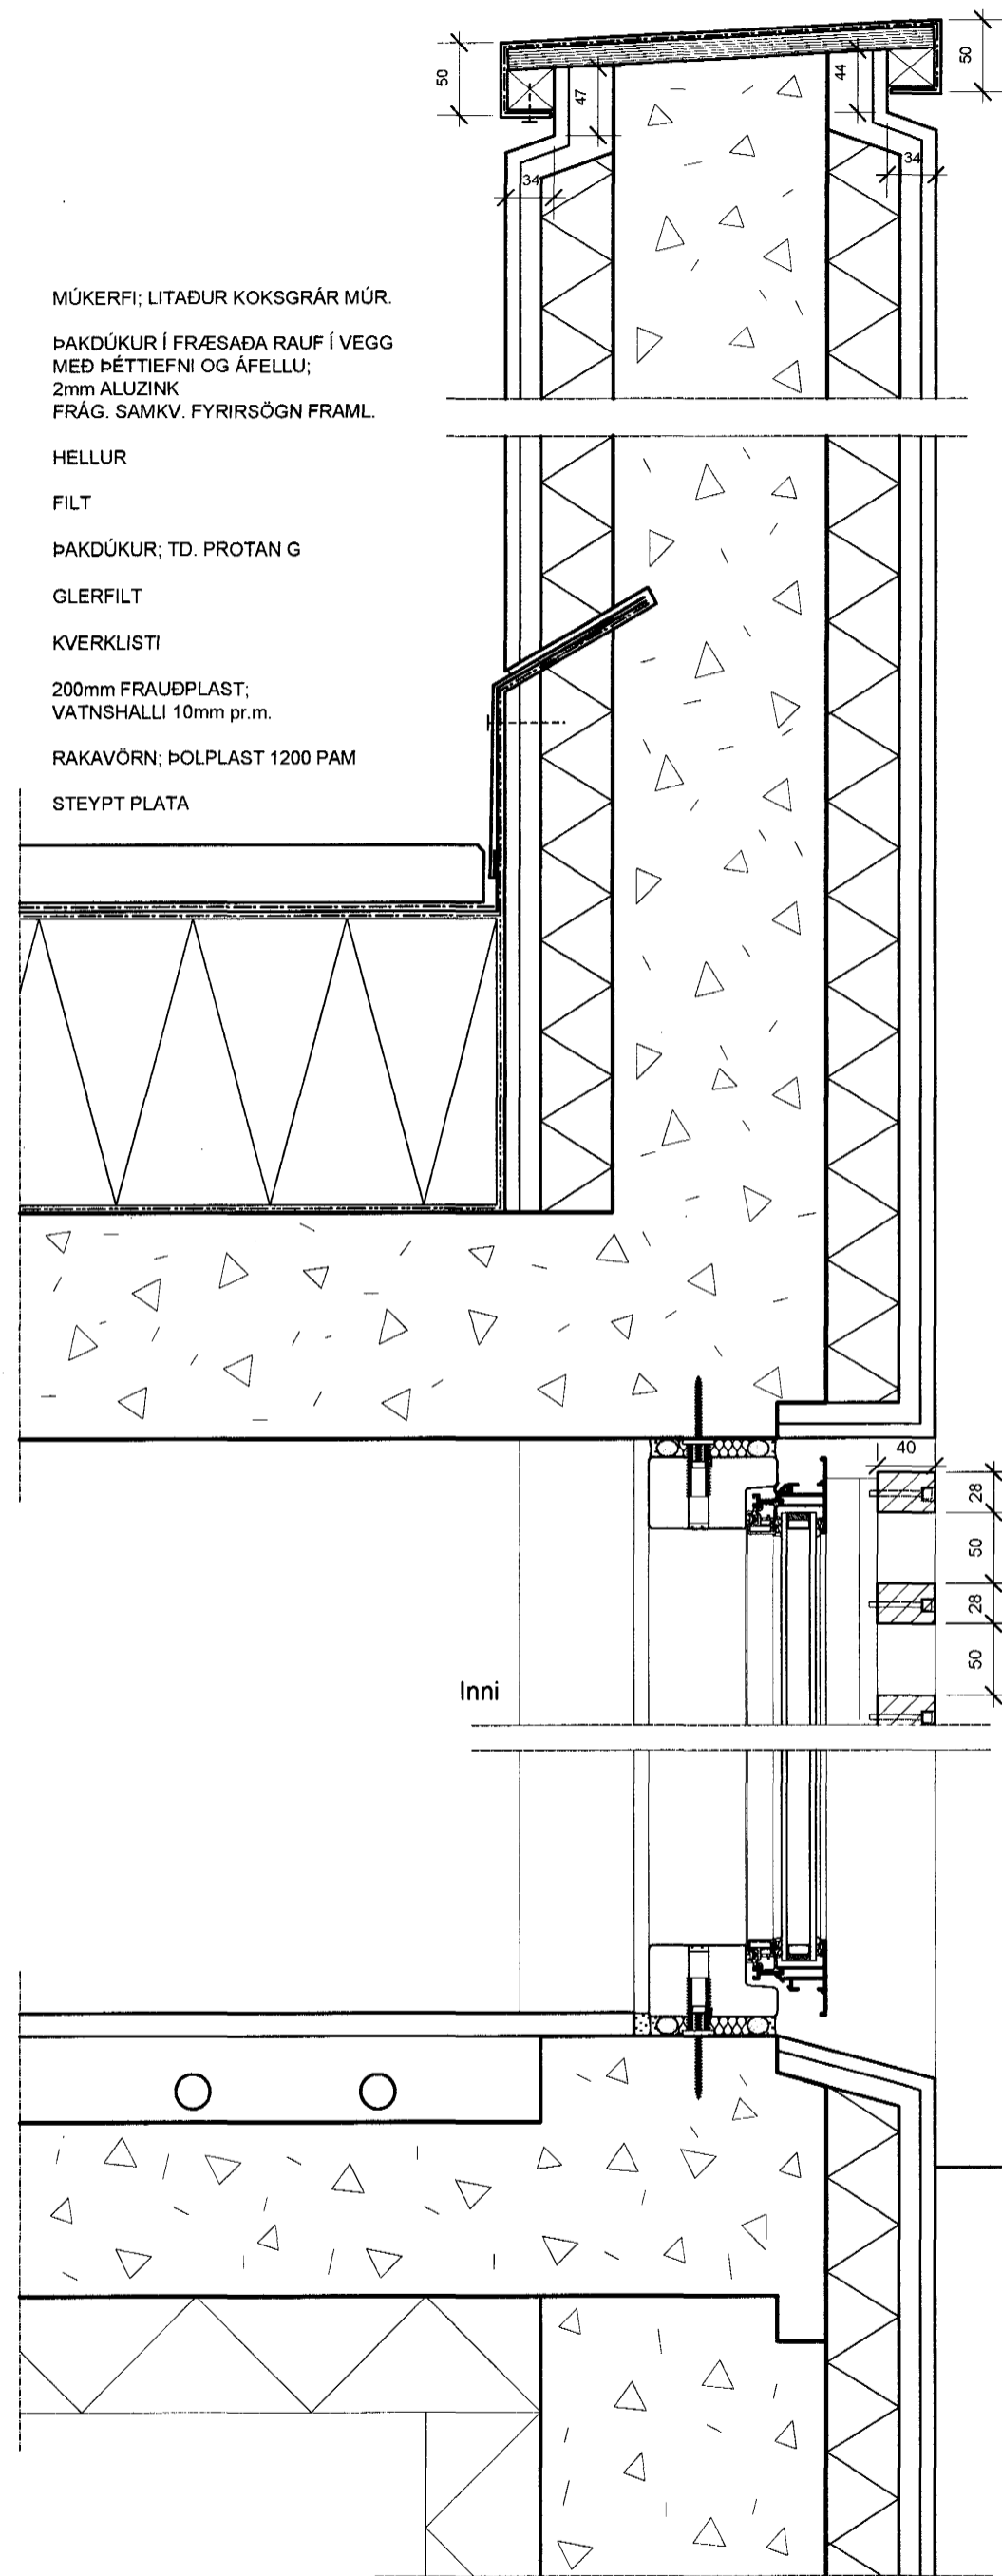 50
50
47
44
34
34
MÚKERFI; LITAÐUR KOKSGRÁR MÚR.
ÞAKDÚKUR Í FRÆSAÐA RAUF Í VEGG
MEÐ ÞÉTTIEFNI OG ÁFELLU;
2mm ALUZINK
FRÁG. SAMKV. FYRIRSÖGN FRAML.
HELLUR
FILT
ÞAKDÚKUR; TD. PROTAN G
GLERFILT
KVERKLISTI
200mm FRAUÐPLAST;
VATNSHALLI 10mm pr.m.
RAKAVÖRN; ÞOLPLAST 1200 PAM
STEYPT PLATA
40
28
50
28
50
Inni